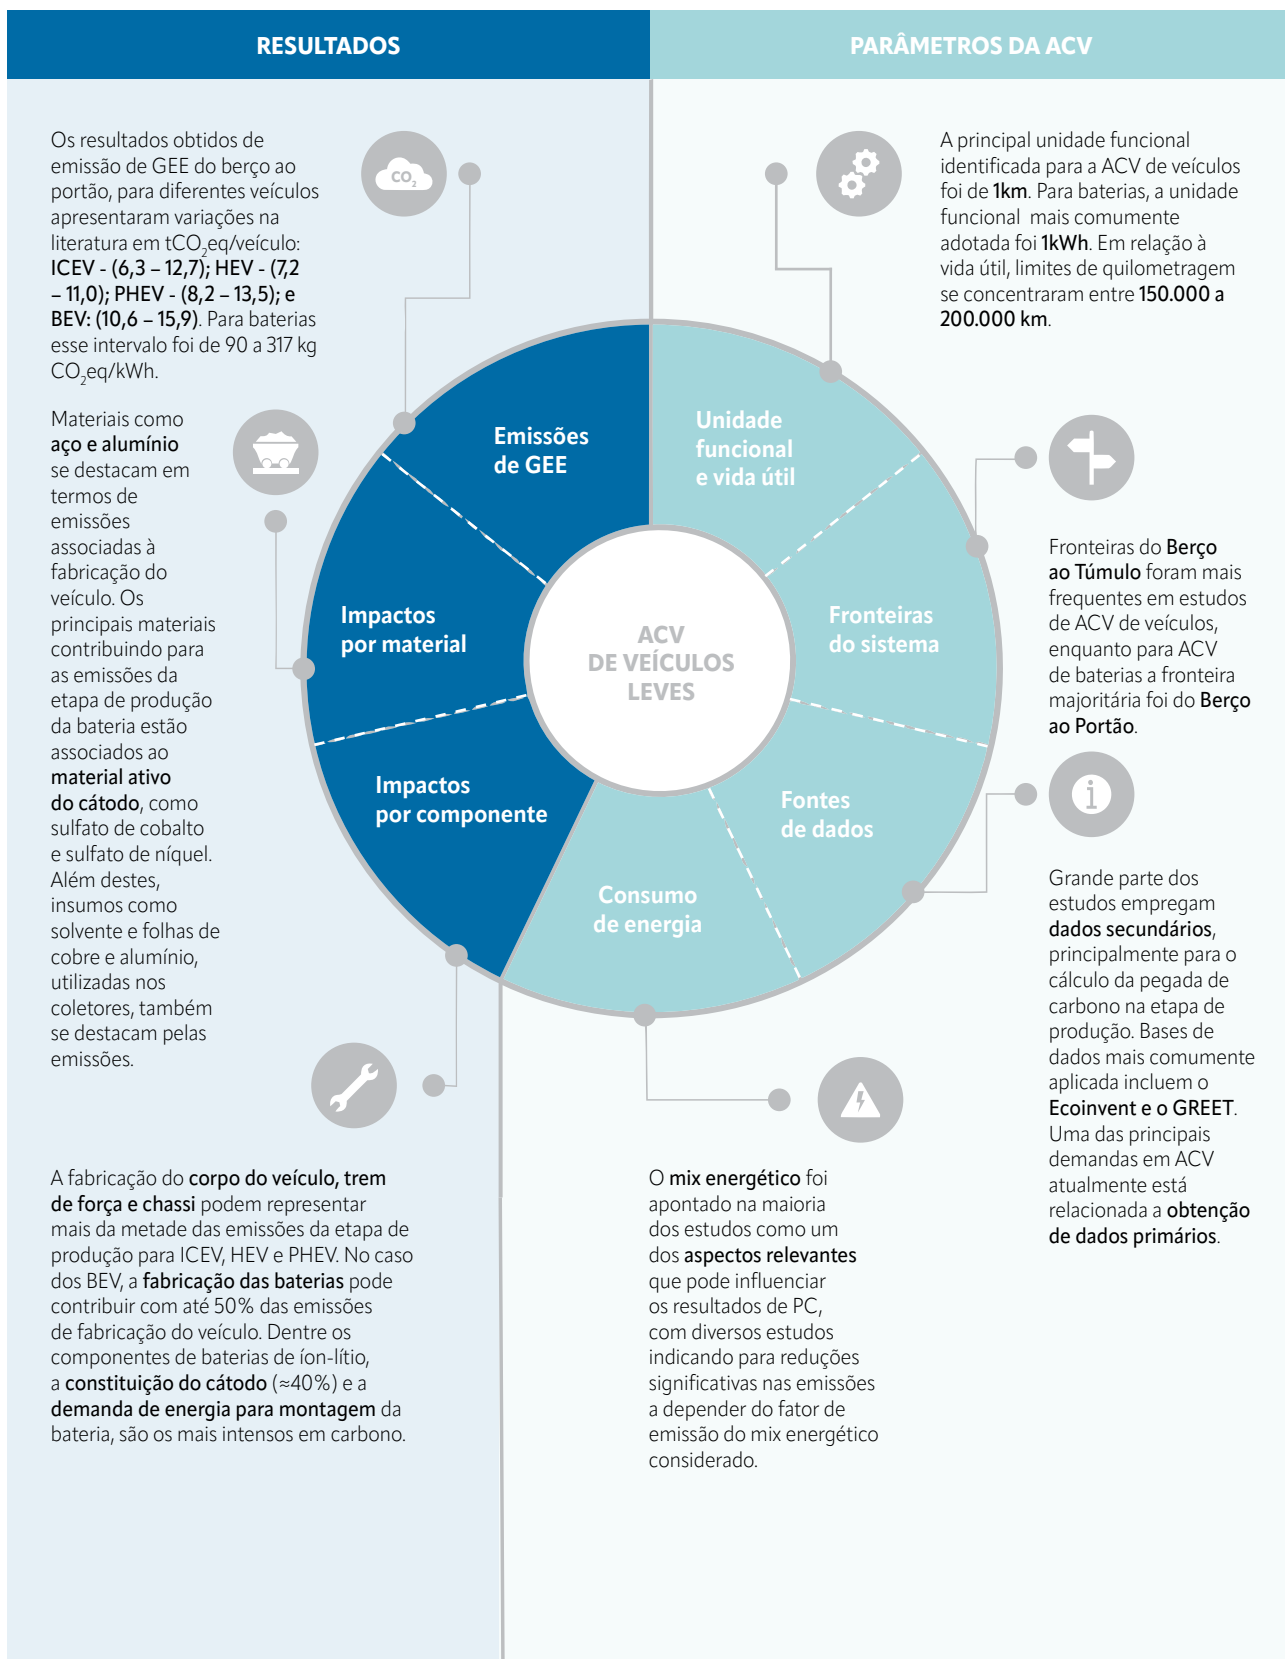 RESULTADOS
PARÂMETROS DA ACV
Os resultados obtidos de
emissão de GEE do berço ao
portão, para diferentes veículos
apresentaram variações na
literatura em tCO₂eq/veículo:
ICEV - (6,3 – 12,7); HEV - (7,2
– 11,0); PHEV - (8,2 – 13,5); e
BEV: (10,6 – 15,9). Para baterias
esse intervalo foi de 90 a 317 kg
CO₂eq/kWh.
CO₂
Materiais como
aço e alumínio
se destacam em
termos de
emissões
associadas à
fabricação do
veículo. Os
principais materiais
contribuindo para
as emissões da
etapa de produção
da bateria estão
associados ao
material ativo
do cátodo, como
sulfato de cobalto
e sulfato de níquel.
Além destes,
insumos como
solvente e folhas de
cobre e alumínio,
utilizadas nos
coletores, também
se destacam pelas
emissões.
A fabricação do corpo do veículo, trem
de força e chassi podem representar
mais da metade das emissões da etapa de
produção para ICEV, HEV e PHEV. No caso
dos BEV, a fabricação das baterias pode
contribuir com até 50% das emissões
de fabricação do veículo. Dentre os
componentes de baterias de íon-lítio,
a constituição do cátodo (≈40%) e a
demanda de energia para montagem da
bateria, são os mais intensos em carbono.
Emissões
de GEE
Impactos
por material
Impactos
por componente
ACV
DE VEÍCULOS
LEVES
Unidade
funcional
e vida útil
Fronteiras
do sistema
Fontes
de dados
Consumo
de energia
A principal unidade funcional
identificada para a ACV de veículos
foi de 1km. Para baterias, a unidade
funcional mais comumente
adotada foi 1kWh. Em relação à
vida útil, limites de quilometragem
se concentraram entre 150.000 a
200.000 km.
Fronteiras do Berço
ao Túmulo foram mais
frequentes em estudos
de ACV de veículos,
enquanto para ACV
de baterias a fronteira
majoritária foi do Berço
ao Portão.
i
Grande parte dos
estudos empregam
dados secundários,
principalmente para o
cálculo da pegada de
carbono na etapa de
produção. Bases de
dados mais comumente
aplicada incluem o
Ecoinvent e o GREET.
Uma das principais
demandas em ACV
atualmente está
relacionada a obtenção
de dados primários.
O mix energético foi
apontado na maioria
dos estudos como um
dos aspectos relevantes
que pode influenciar
os resultados de PC,
com diversos estudos
indicando para reduções
significativas nas emissões
a depender do fator de
emissão do mix energético
considerado.